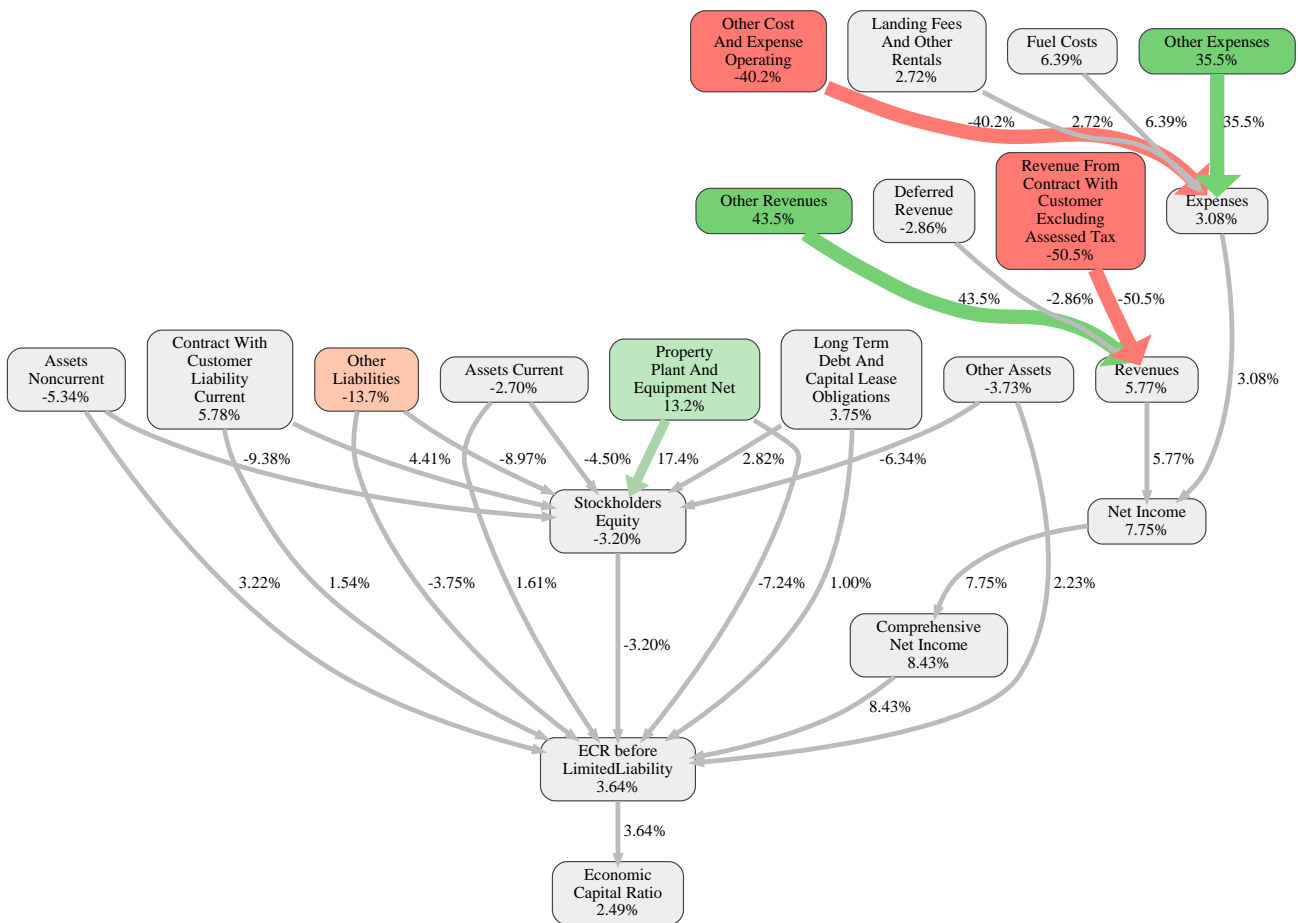 Other Cost
And Expense
Operating
-40.2%
Landing Fees
And Other
Rentals
2.72%
Fuel Costs
6.39%
Other Expenses
35.5%
-40.2%
2.72%
6.39%
35.5%
Other Revenues
43.5%
Deferred
Revenue
-2.86%
Revenue From
Contract With
Customer
Excluding
Assessed Tax
-50.5%
Expenses
3.08%
43.5%
-2.86%
-50.5%
3.08%
Assets
Noncurrent
-5.34%
Contract With
Customer
Liability
Current
5.78%
Other
Liabilities
-13.7%
Assets Current
-2.70%
Property
Plant And
Equipment Net
13.2%
Long Term
Debt And
Capital Lease
Obligations
3.75%
Other Assets
-3.73%
Revenues
5.77%
-9.38%
4.41%
-8.97%
-4.50%
17.4%
2.82%
-6.34%
5.77%
Stockholders
Equity
-3.20%
Net Income
7.75%
3.22%
1.54%
-3.75%
1.61%
-7.24%
1.00%
7.75%
2.23%
-3.20%
Comprehensive
Net Income
8.43%
8.43%
ECR before
LimitedLiability
3.64%
3.64%
Economic
Capital Ratio
2.49%